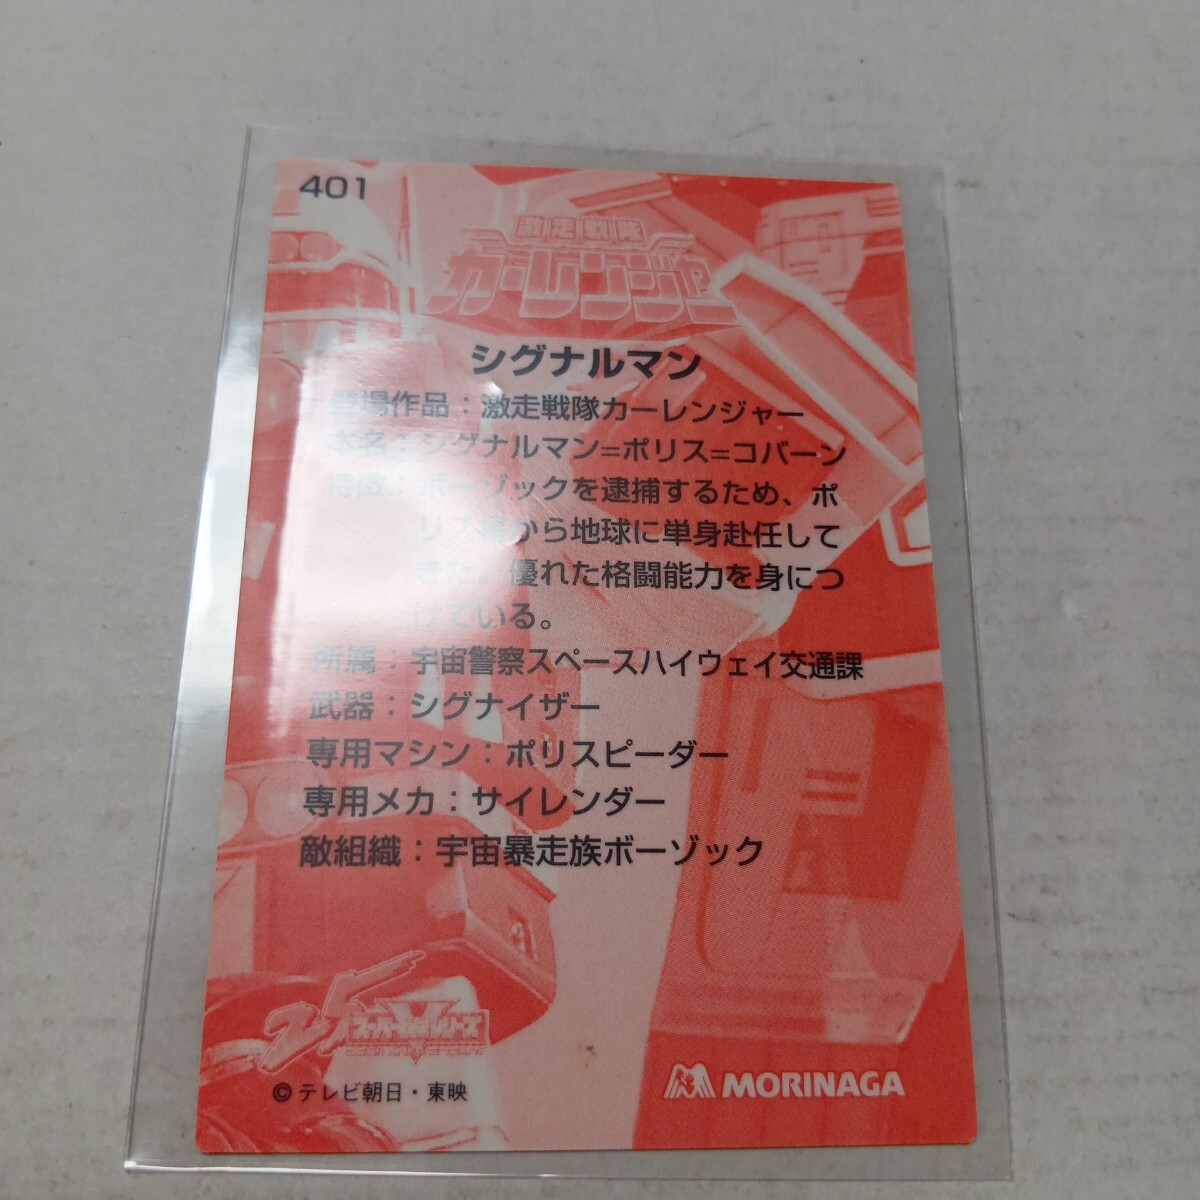 401
激走戦隊
カーレンジャー
シグナルマン
登場作品：激走戦隊カーレンジャー
本名：シグナルマン=ポリス=コバーン
特徴：ボーゾックを逮捕するため、ポ
リス星から地球に単身赴任して
きた。優れた格闘能力を身につ
けている。
所属：宇宙警察スペースハイウェイ交通課
武器：シグナイザー
専用マシン：ポリスピーダー
専用メカ：サイレンダー
敵組織：宇宙暴走族ボーゾック
25 スーパー戦隊シリーズ
©テレビ朝日・東映
MORINAGA